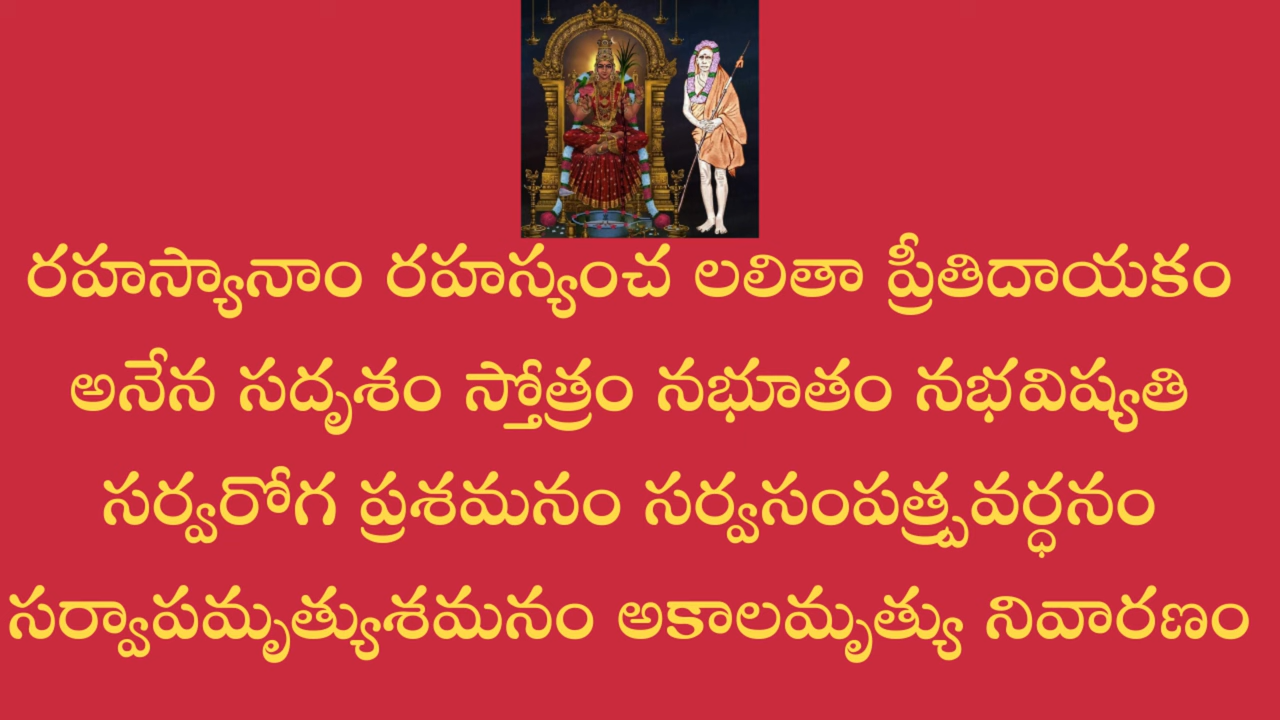 రహస్యానాం రహస్యంచ లలితా ప్రీతిదాయకం
అనేన సదృశం స్తోత్రం నభూతం నభవిష్యతి
సర్వరోగ ప్రశమనం సర్వసంపత్ప్రవర్ధనం
సర్వాపమృత్యుశమనం అకాలమృత్యు నివారణం